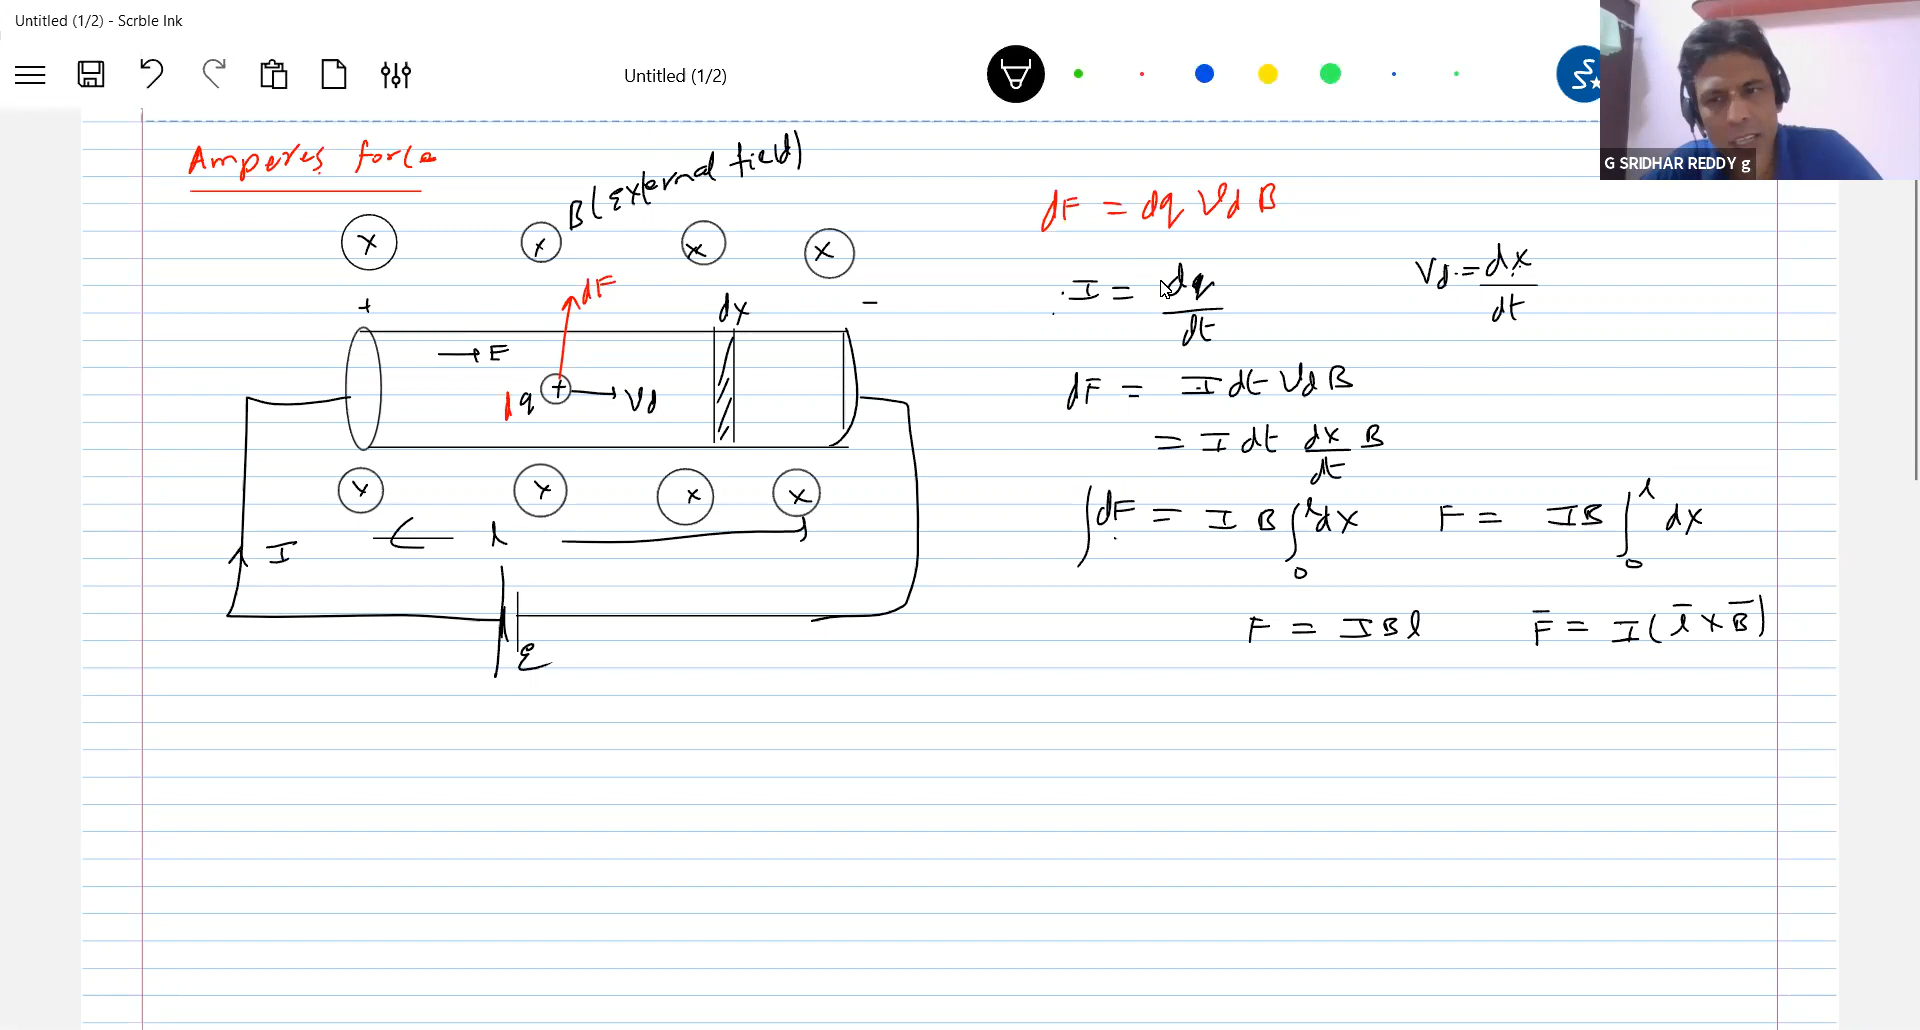 Untitled (1/2) - Scrble Ink
Untitled (1/2)
G SRIDHAR REDDY g
Amperes force
B (External field)
x x x x
+ dF dx -
→ E
dq + → Vd
x x x x
l
I
ε
dF = dq Vd B
I = dq/dt Vd = dx/dt
dF = I dt Vd B
= I dt dx/dt B
∫dF = I B ∫₀ˡ dx F = IB ∫₀ˡ dx
F = IBl F̄ = I(l̄ x B̄)